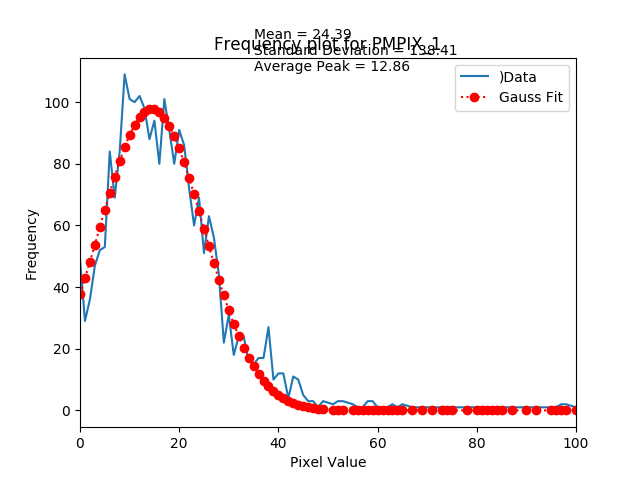 Mean = 24.39
Frequency plot for PMPIX_1
Standard Deviation = 138.41
Average Peak = 12.86
)Data
Gauss Fit
Frequency
100
80
60
40
20
0
0 20 40 60 80 100
Pixel Value